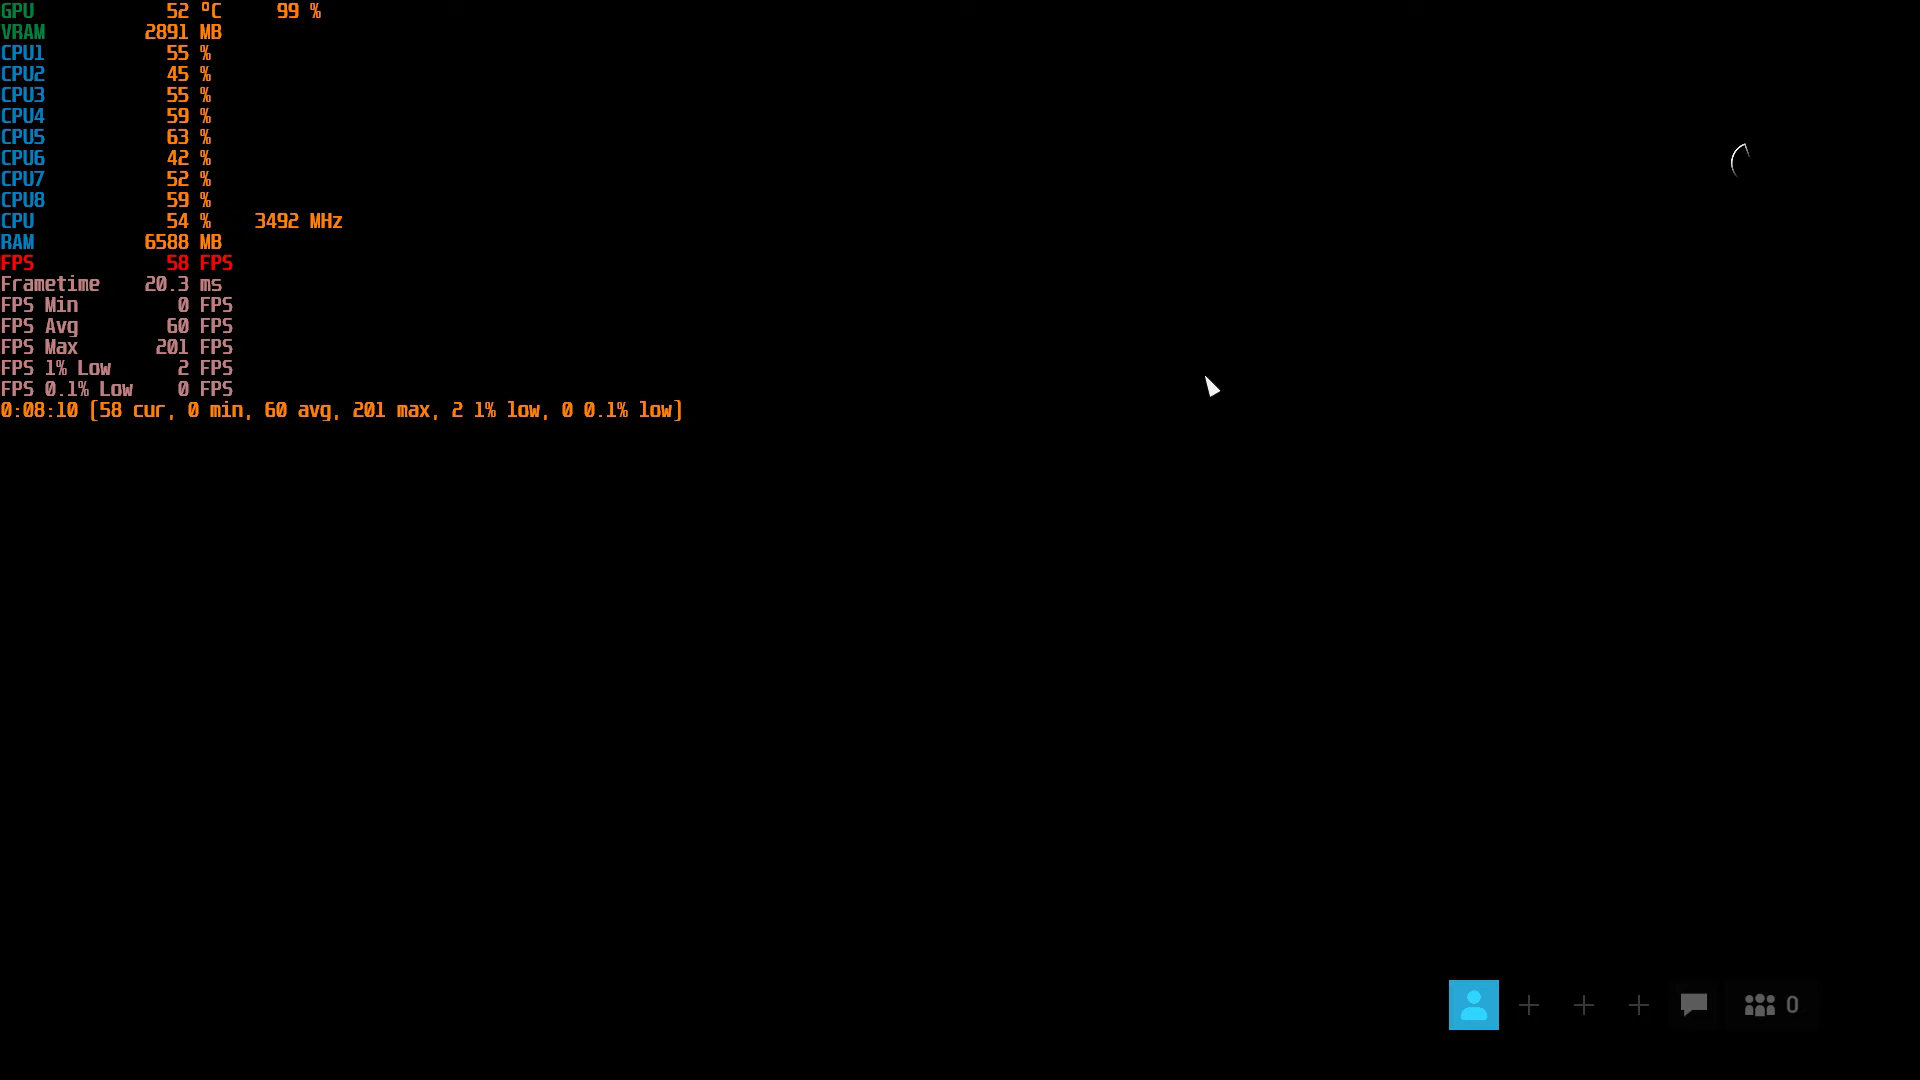 GPU 52 °C 99 %
VRAM 2891 MB
CPU1 55 %
CPU2 45 %
CPU3 55 %
CPU4 59 %
CPU5 63 %
CPU6 42 %
CPU7 52 %
CPU8 59 %
CPU 54 % 3492 MHz
RAM 6588 MB
FPS 58 FPS
Frametime 20.3 ms
FPS Min 0 FPS
FPS Avg 60 FPS
FPS Max 201 FPS
FPS 1% Low 2 FPS
FPS 0.1% Low 0 FPS
0:08:10 [58 cur, 0 min, 60 avg, 201 max, 2 1% low, 0 0.1% low]
0